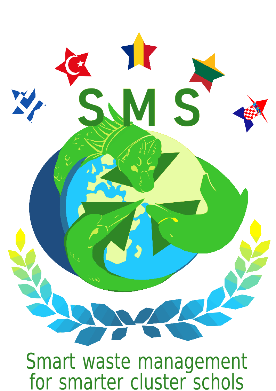 SMS
Smart waste management
for smarter cluster schols